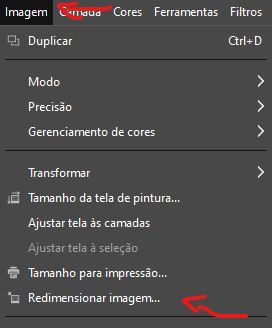 Imagem Camada Cores Ferramentas Filtros
Duplicar Ctrl+D
Modo
Precisão
Gerenciamento de cores
Transformar
Tamanho da tela de pintura...
Ajustar tela às camadas
Ajustar tela à seleção
Tamanho para impressão...
Redimensionar imagem...